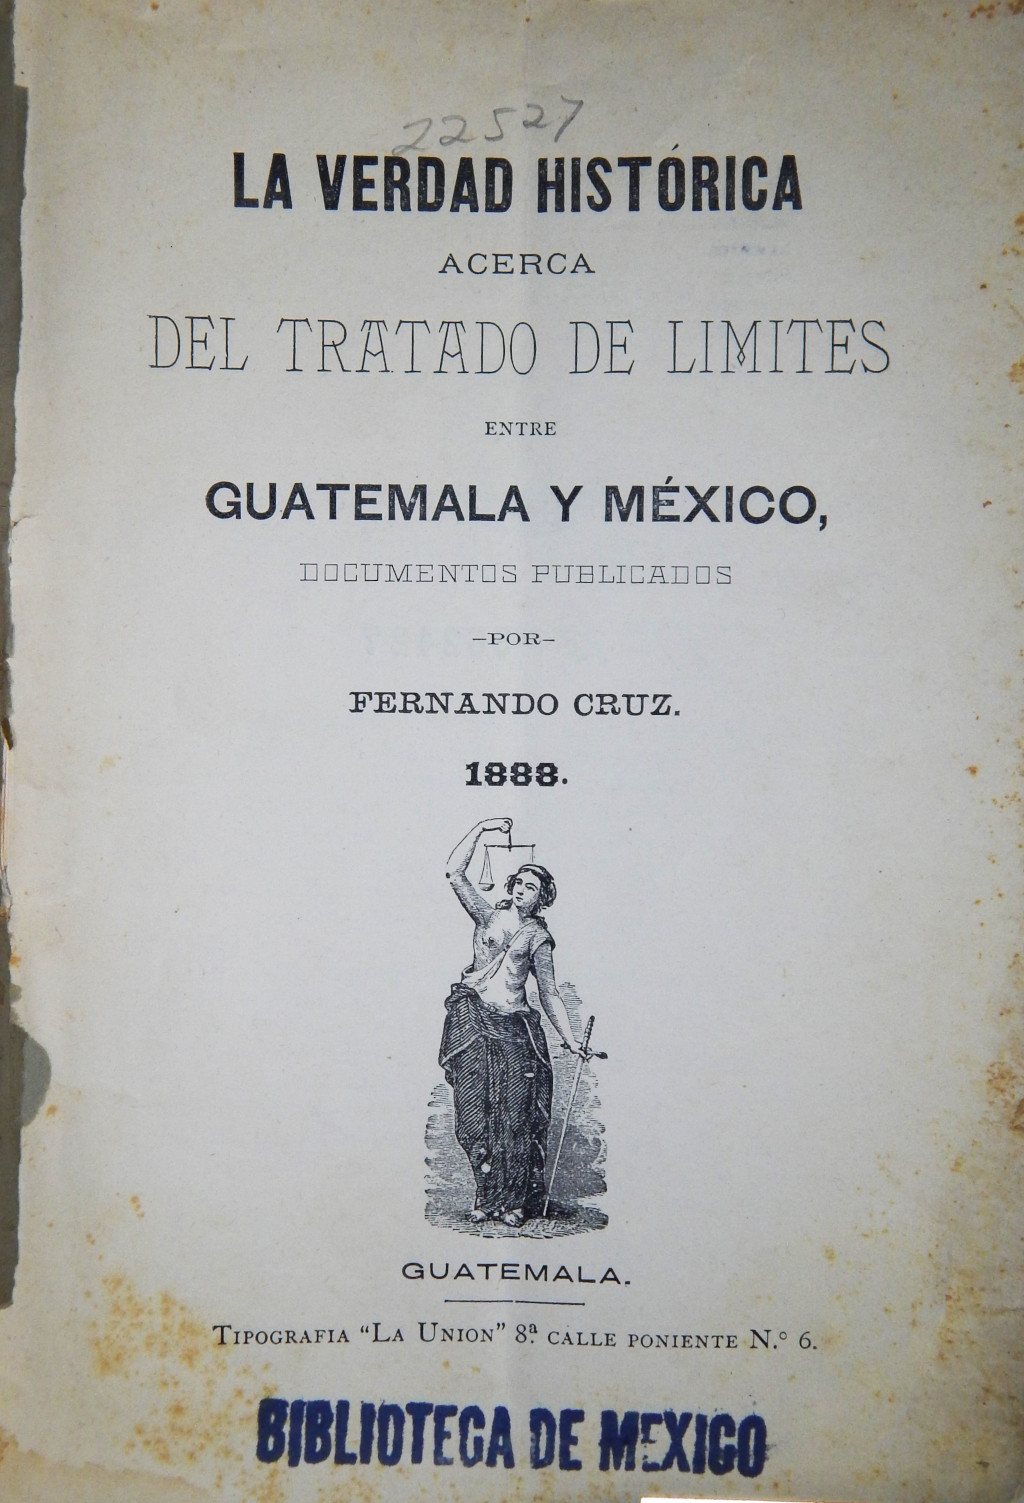 22527
LA VERDAD HISTÓRICA
ACERCA
DEL TRATADO DE LIMITES
ENTRE
GUATEMALA Y MÉXICO,
DOCUMENTOS PUBLICADOS
–POR–
FERNANDO CRUZ.
1888.
GUATEMALA.
TIPOGRAFIA “LA UNION” 8.ª CALLE PONIENTE N.º 6.
BIBLIOTECA DE MEXICO